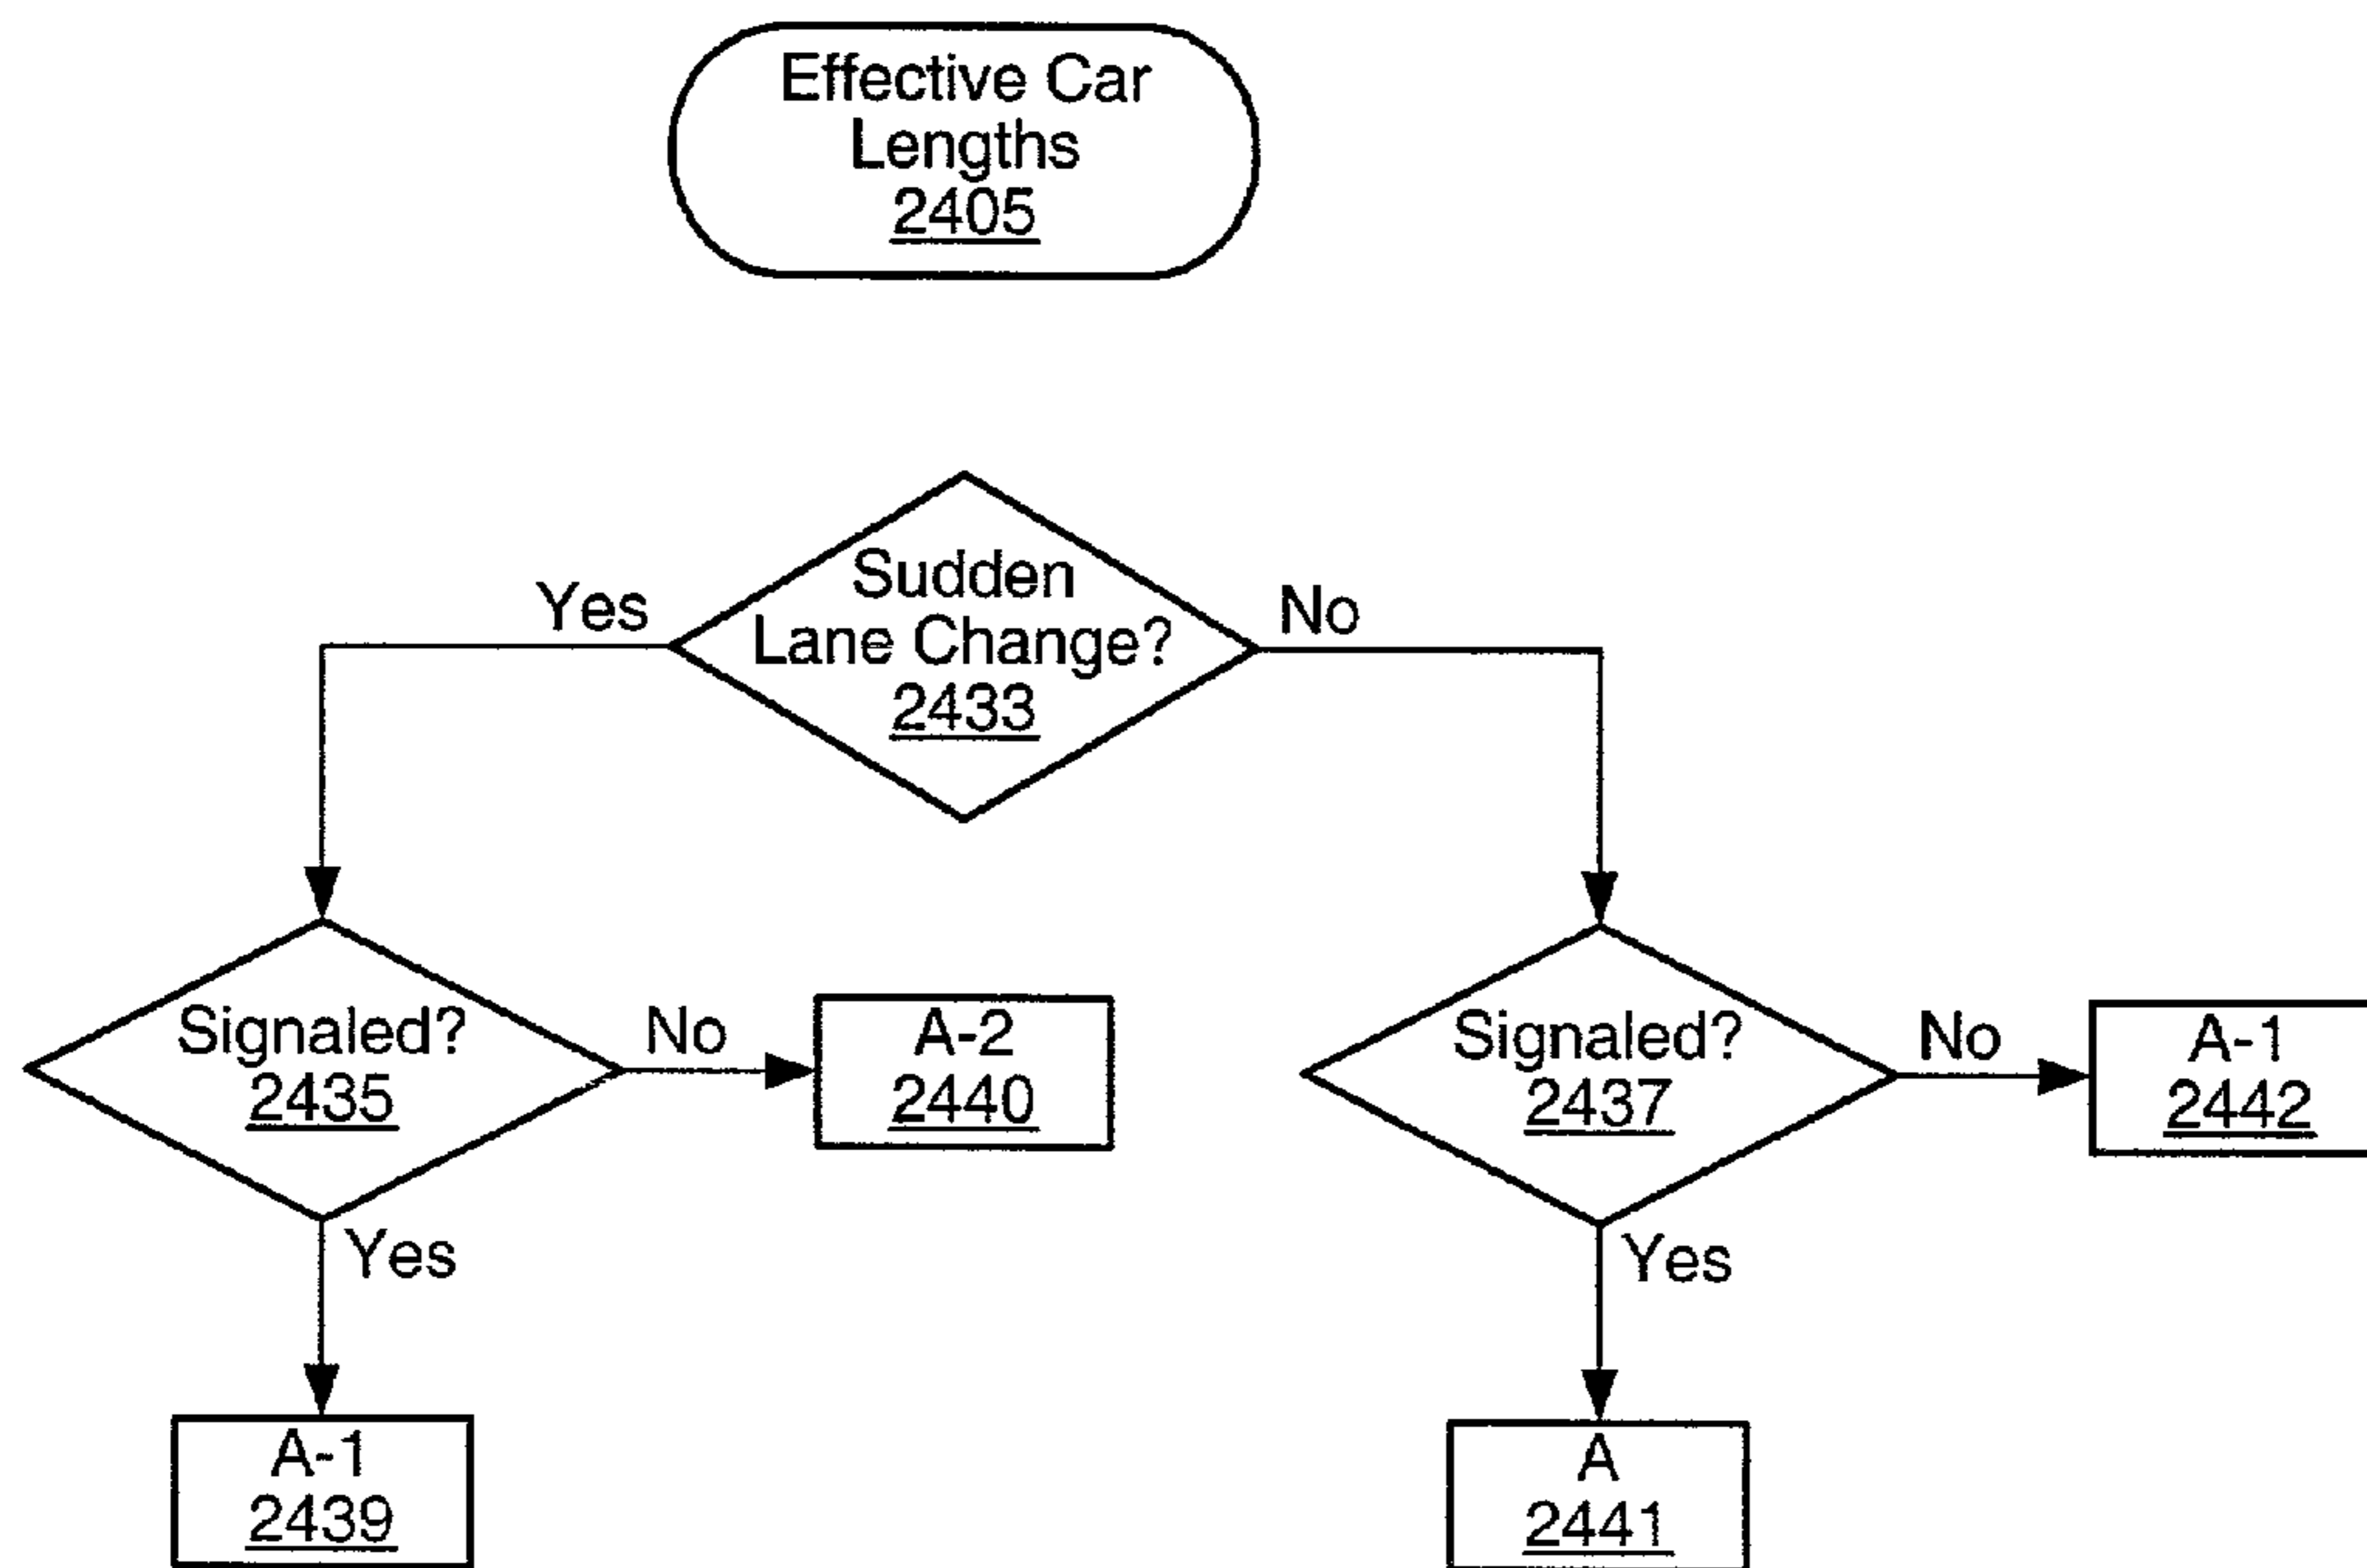 Effective Car
Lengths
2405
Sudden
Lane Change?
2433
Yes
No
Signaled?
2435
No
A-2
2440
Signaled?
2437
No
A-1
2442
Yes
Yes
A-1
2439
A
2441